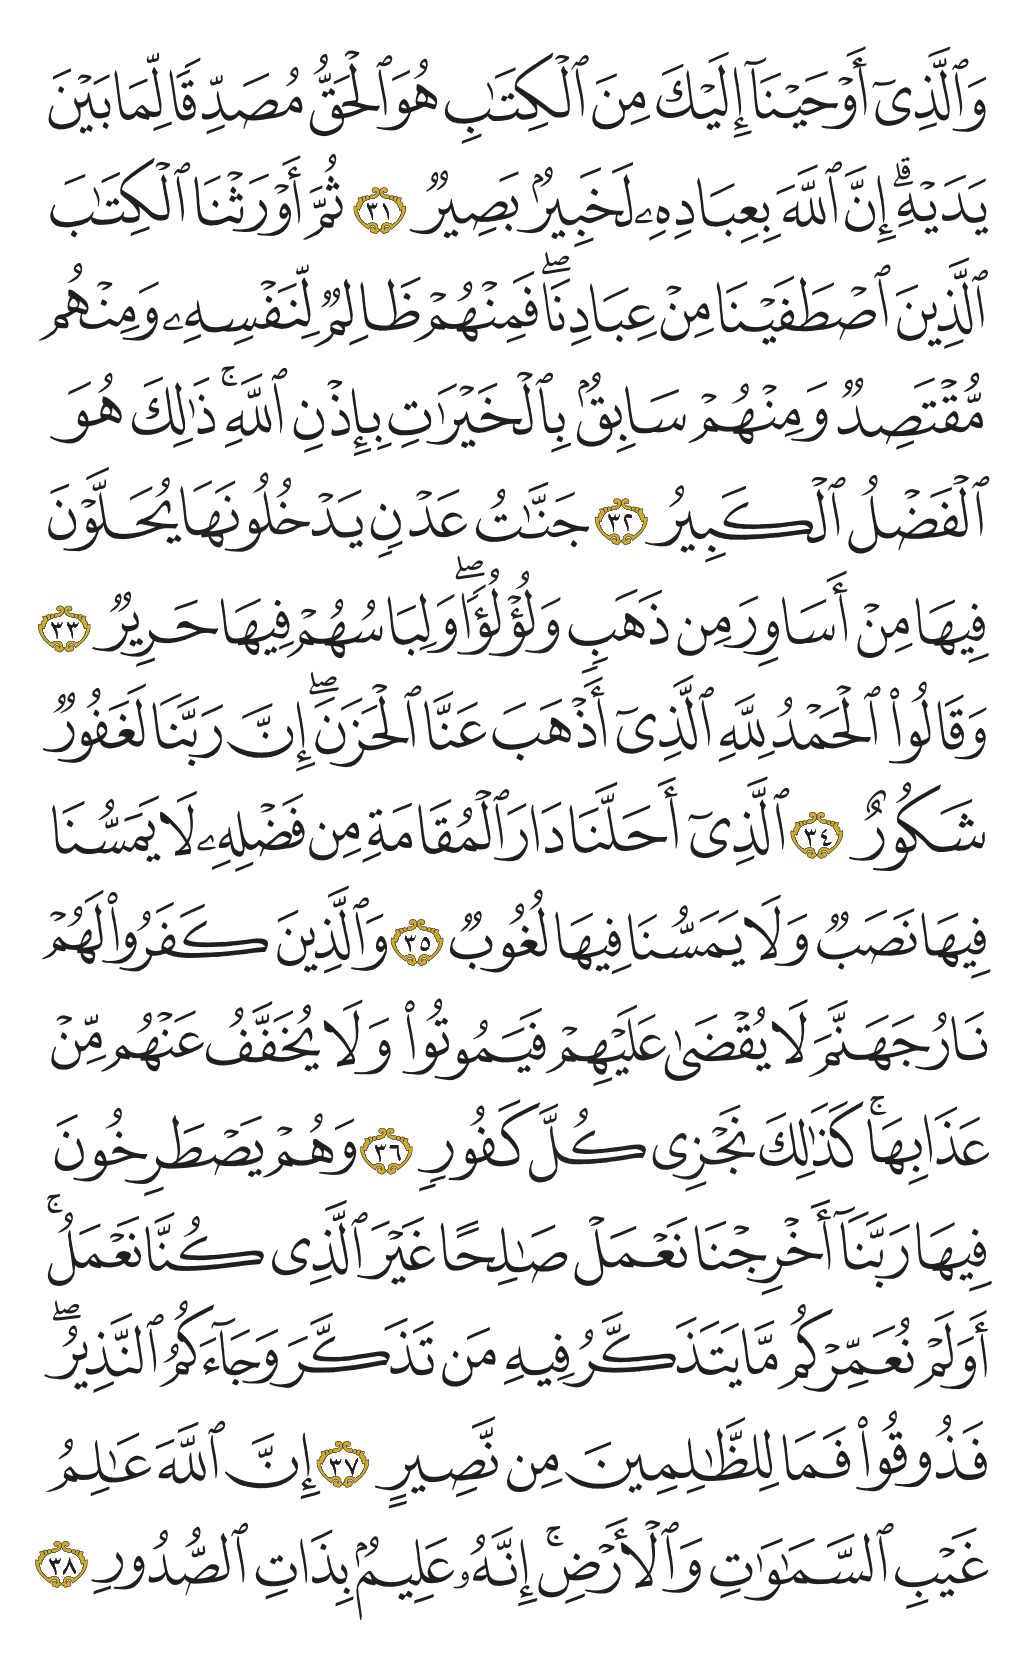 وَٱلَّذِىٓ أَوۡحَيۡنَآ إِلَيۡكَ مِنَ ٱلۡكِتَٰبِ هُوَ ٱلۡحَقُّ مُصَدِّقٗا لِّمَا بَيۡنَ
يَدَيۡهِۗ إِنَّ ٱللَّهَ بِعِبَادِهِۦ لَخَبِيرُۢ بَصِيرٞ ٣١ ثُمَّ أَوۡرَثۡنَا ٱلۡكِتَٰبَ
ٱلَّذِينَ ٱصۡطَفَيۡنَا مِنۡ عِبَادِنَاۖ فَمِنۡهُمۡ ظَالِمٞ لِّنَفۡسِهِۦ وَمِنۡهُم
مُّقۡتَصِدٞ وَمِنۡهُمۡ سَابِقُۢ بِٱلۡخَيۡرَٰتِ بِإِذۡنِ ٱللَّهِۚ ذَٰلِكَ هُوَ
ٱلۡفَضۡلُ ٱلۡكَبِيرُ ٣٢ جَنَّٰتُ عَدۡنٖ يَدۡخُلُونَهَا يُحَلَّوۡنَ
فِيهَا مِنۡ أَسَاوِرَ مِن ذَهَبٖ وَلُؤۡلُؤٗاۖ وَلِبَاسُهُمۡ فِيهَا حَرِيرٞ ٣٣
وَقَالُواْ ٱلۡحَمۡدُ لِلَّهِ ٱلَّذِىٓ أَذۡهَبَ عَنَّا ٱلۡحَزَنَۖ إِنَّ رَبَّنَا لَغَفُورٞ
شَكُورٌ ٣٤ ٱلَّذِىٓ أَحَلَّنَا دَارَ ٱلۡمُقَامَةِ مِن فَضۡلِهِۦ لَا يَمَسُّنَا
فِيهَا نَصَبٞ وَلَا يَمَسُّنَا فِيهَا لُغُوبٞ ٣٥ وَٱلَّذِينَ كَفَرُواْ لَهُمۡ
نَارُ جَهَنَّمَ لَا يُقۡضَىٰ عَلَيۡهِمۡ فَيَمُوتُواْ وَلَا يُخَفَّفُ عَنۡهُم مِّنۡ
عَذَابِهَاۚ كَذَٰلِكَ نَجۡزِى كُلَّ كَفُورٖ ٣٦ وَهُمۡ يَصۡطَرِخُونَ
فِيهَا رَبَّنَآ أَخۡرِجۡنَا نَعۡمَلۡ صَٰلِحًا غَيۡرَ ٱلَّذِى كُنَّا نَعۡمَلُۚ
أَوَلَمۡ نُعَمِّرۡكُم مَّا يَتَذَكَّرُ فِيهِ مَن تَذَكَّرَ وَجَآءَكُمُ ٱلنَّذِيرُۖ
فَذُوقُواْ فَمَا لِلظَّٰلِمِينَ مِن نَّصِيرٍ ٣٧ إِنَّ ٱللَّهَ عَٰلِمُ
غَيۡبِ ٱلسَّمَٰوَٰتِ وَٱلۡأَرۡضِۚ إِنَّهُۥ عَلِيمُۢ بِذَاتِ ٱلصُّدُورِ ٣٨